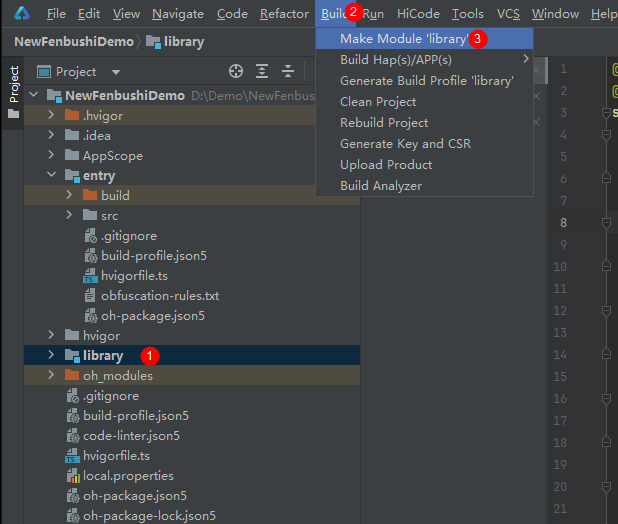 File Edit View Navigate Code Refactor Build 2 Run HiCode Tools VCS Window Help
NewFenbushiDemo library
Make Module 'library' 3
Build Hap(s)/APP(s)
Generate Build Profile 'library'
Clean Project
Rebuild Project
Generate Key and CSR
Upload Product
Build Analyzer
Project
Project
NewFenbushiDemo D:\Demo\NewFenbus
.hvigor
.idea
AppScope
entry
build
src
.gitignore
build-profile.json5
hvigorfile.ts
obfuscation-rules.txt
oh-package.json5
hvigor
library 1
oh_modules
.gitignore
build-profile.json5
code-linter.json5
hvigorfile.ts
local.properties
oh-package.json5
oh-package-lock.json5
1
2
3
4
5
6
7
8
9
10
11
12
13
14
15
16
17
18
19
20
21